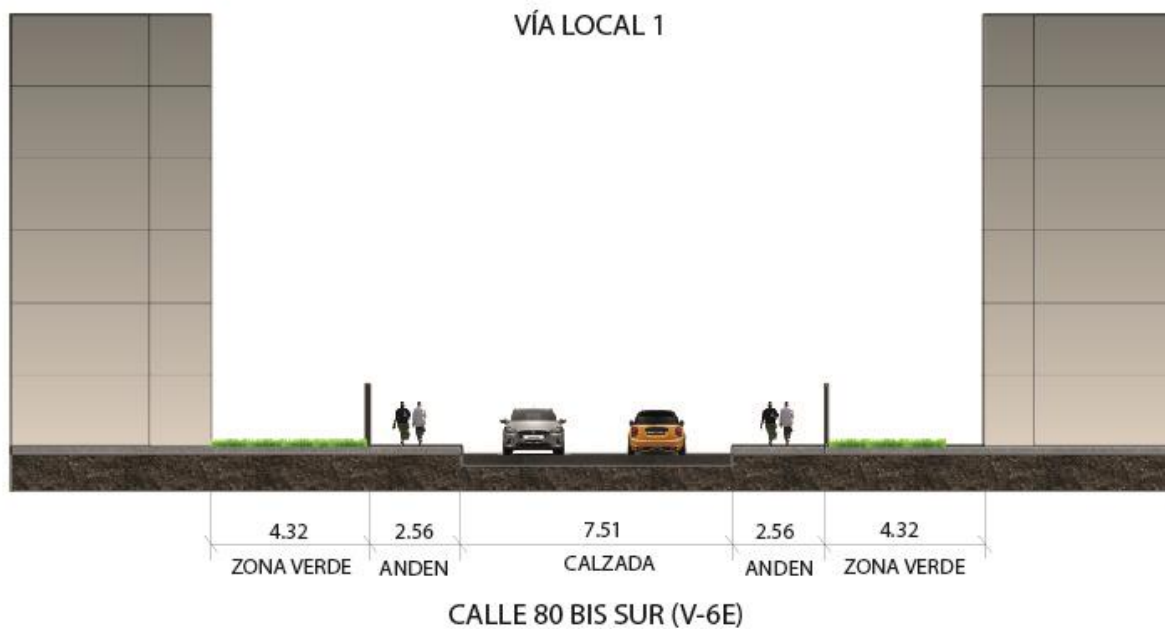 VÍA LOCAL 1
4.32 2.56 7.51 2.56 4.32
ZONA VERDE ANDEN CALZADA ANDEN ZONA VERDE
CALLE 80 BIS SUR (V-6E)